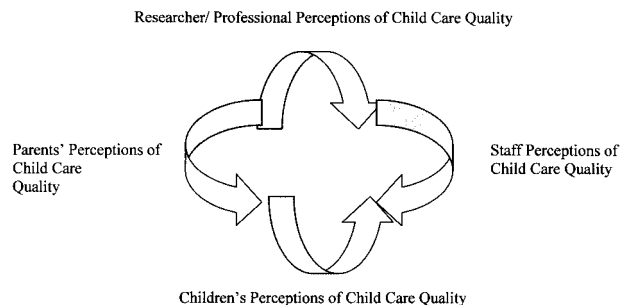 Researcher/ Professional Perceptions of Child Care Quality
Parents' Perceptions of
Child Care
Quality
Staff Perceptions of
Child Care Quality
Children's Perceptions of Child Care Quality